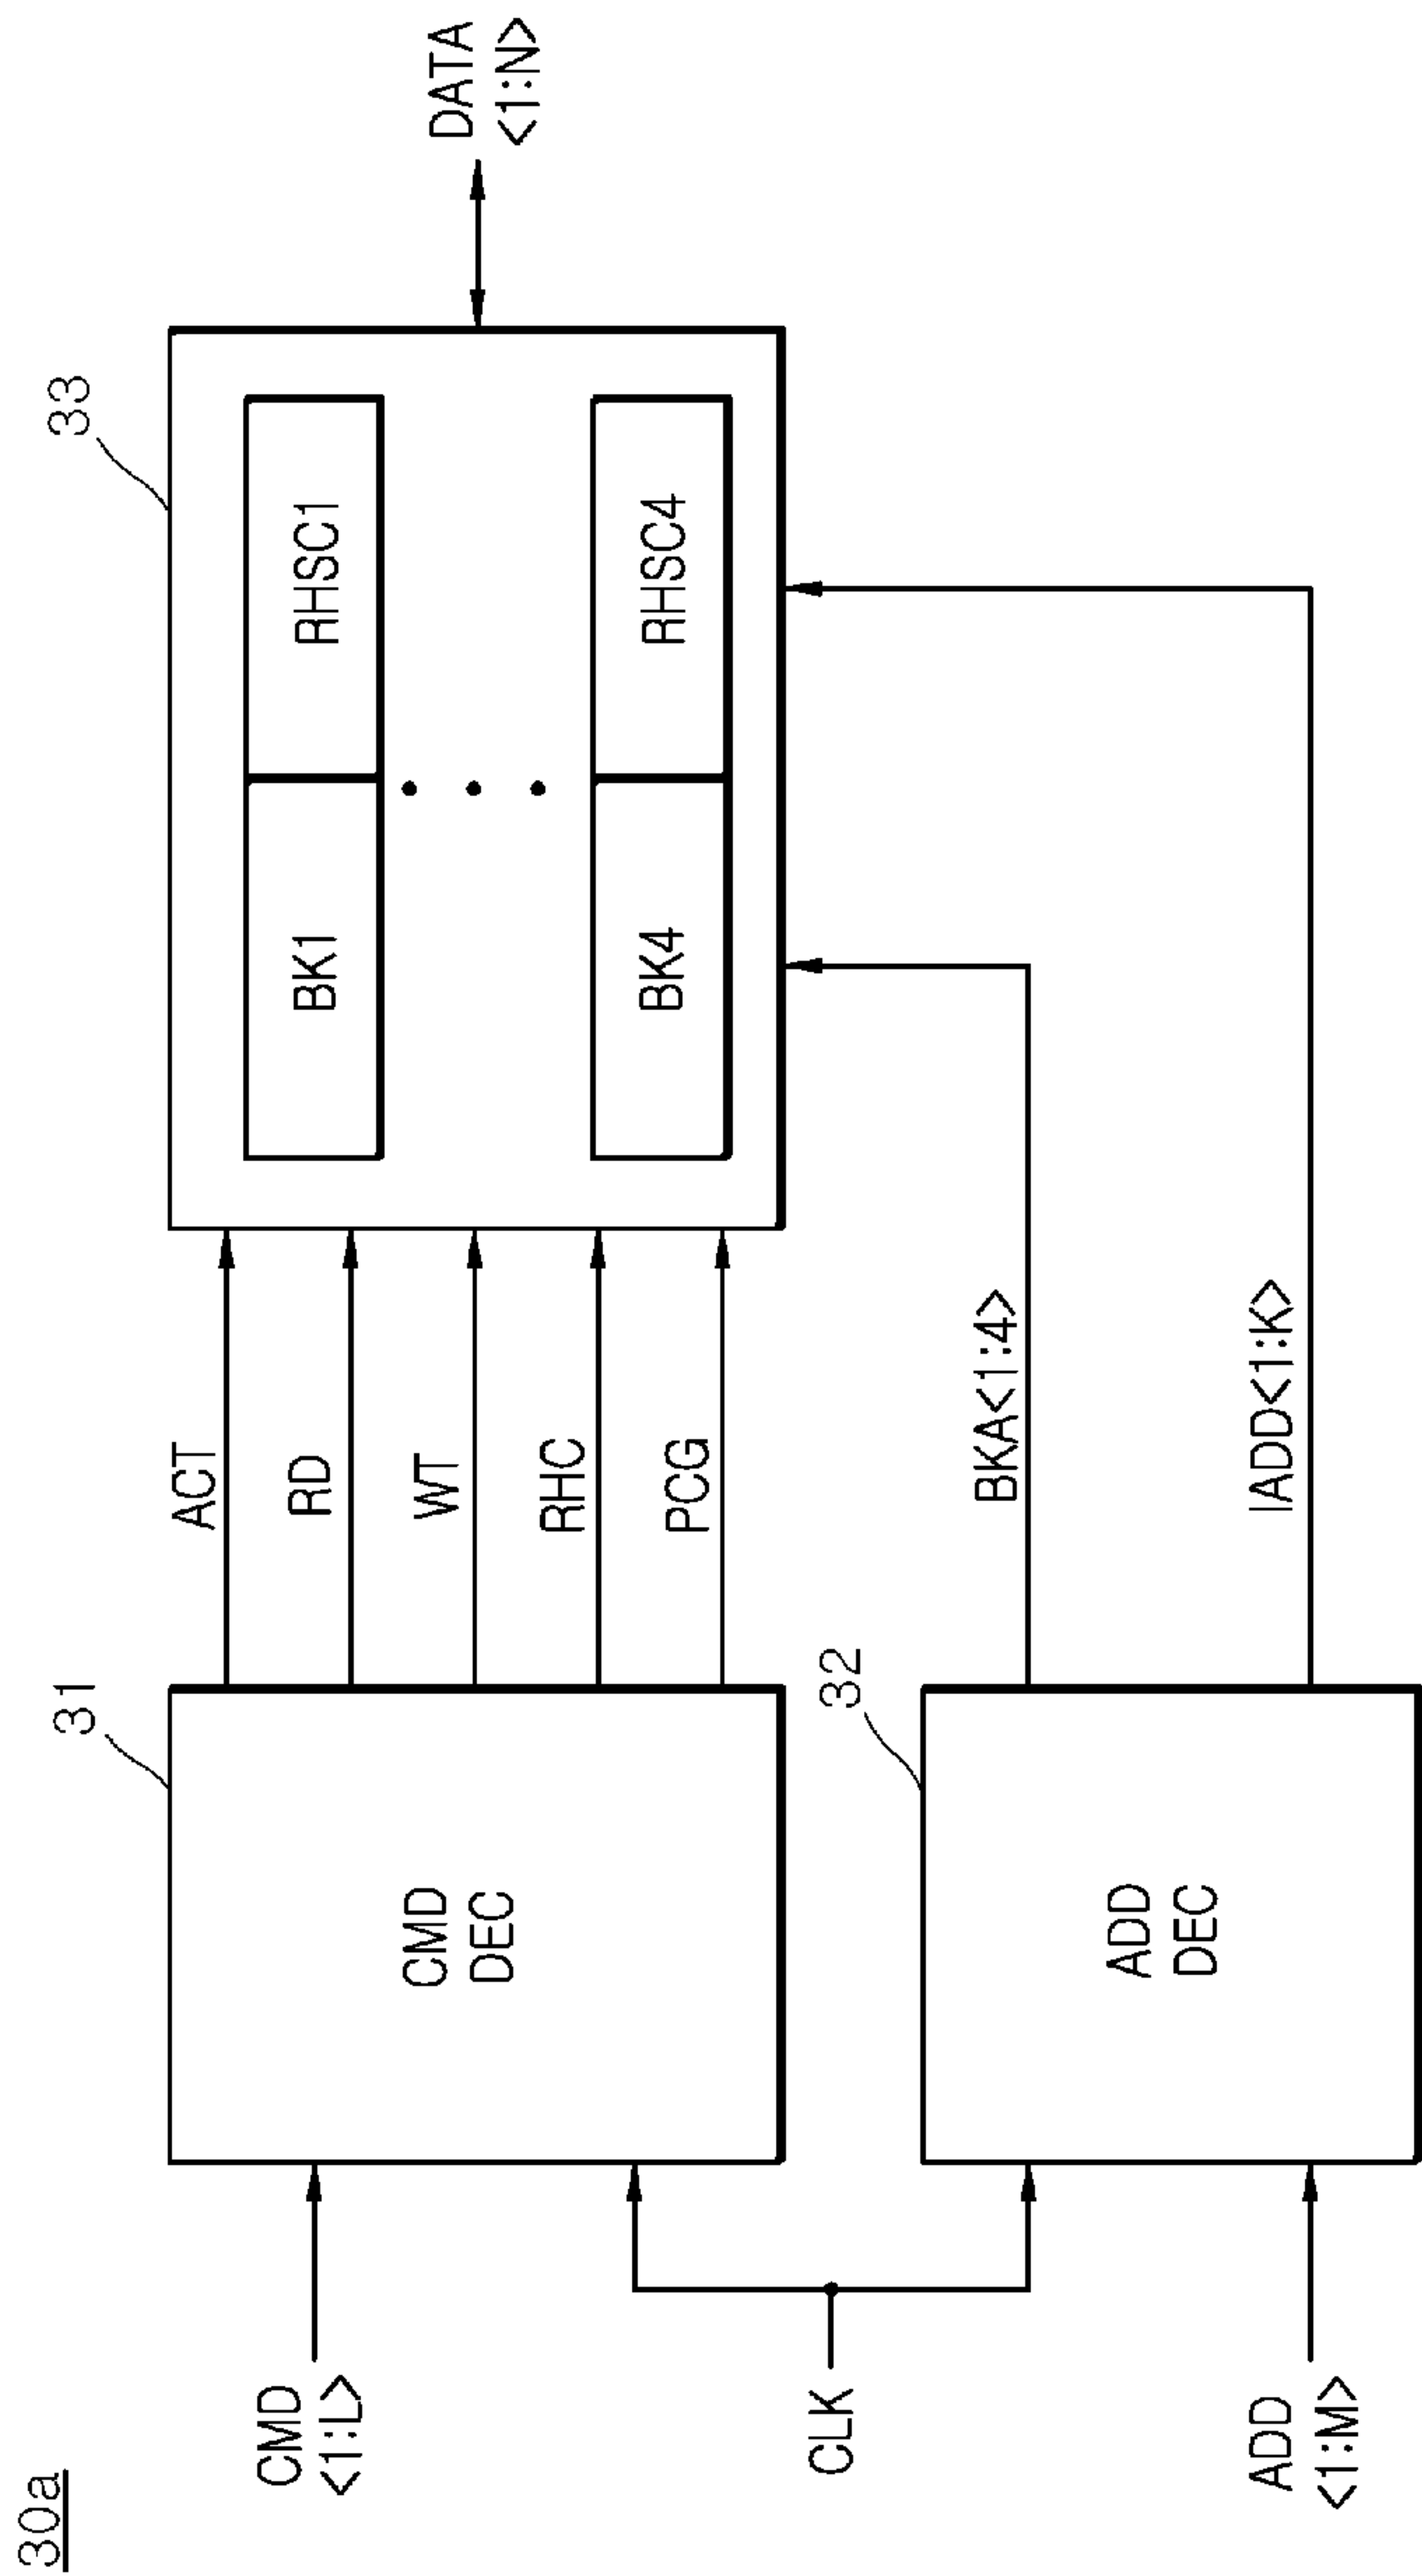 30a
31
33
CMD
<1:L>
CMD
DEC
ACT
RD
WT
RHC
PCG
BK1
RHSC1
BK4
RHSC4
DATA
<1:N>
CLK
32
ADD
<1:M>
ADD
DEC
BKA<1:4>
IADD<1:K>